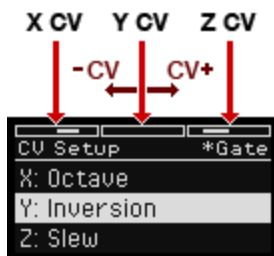 X CV Y CV Z CV
-CV CV+
CV Setup *Gate
X: Octave
Y: Inversion
Z: Slew